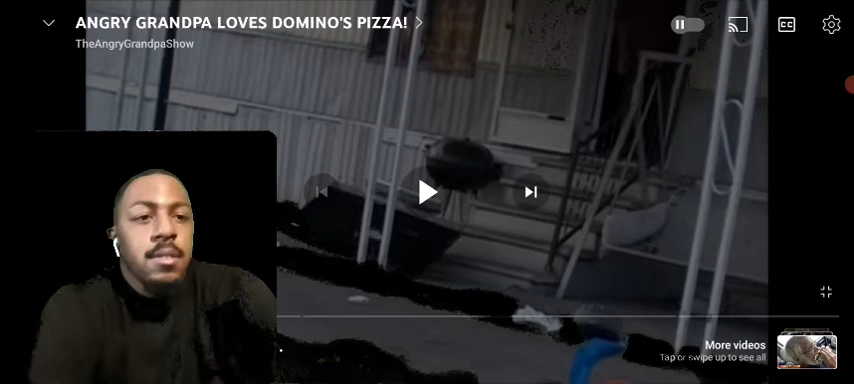 ANGRY GRANDPA LOVES DOMINO'S PIZZA!
TheAngryGrandpaShow
CC
More videos
Tap or swipe up to see all